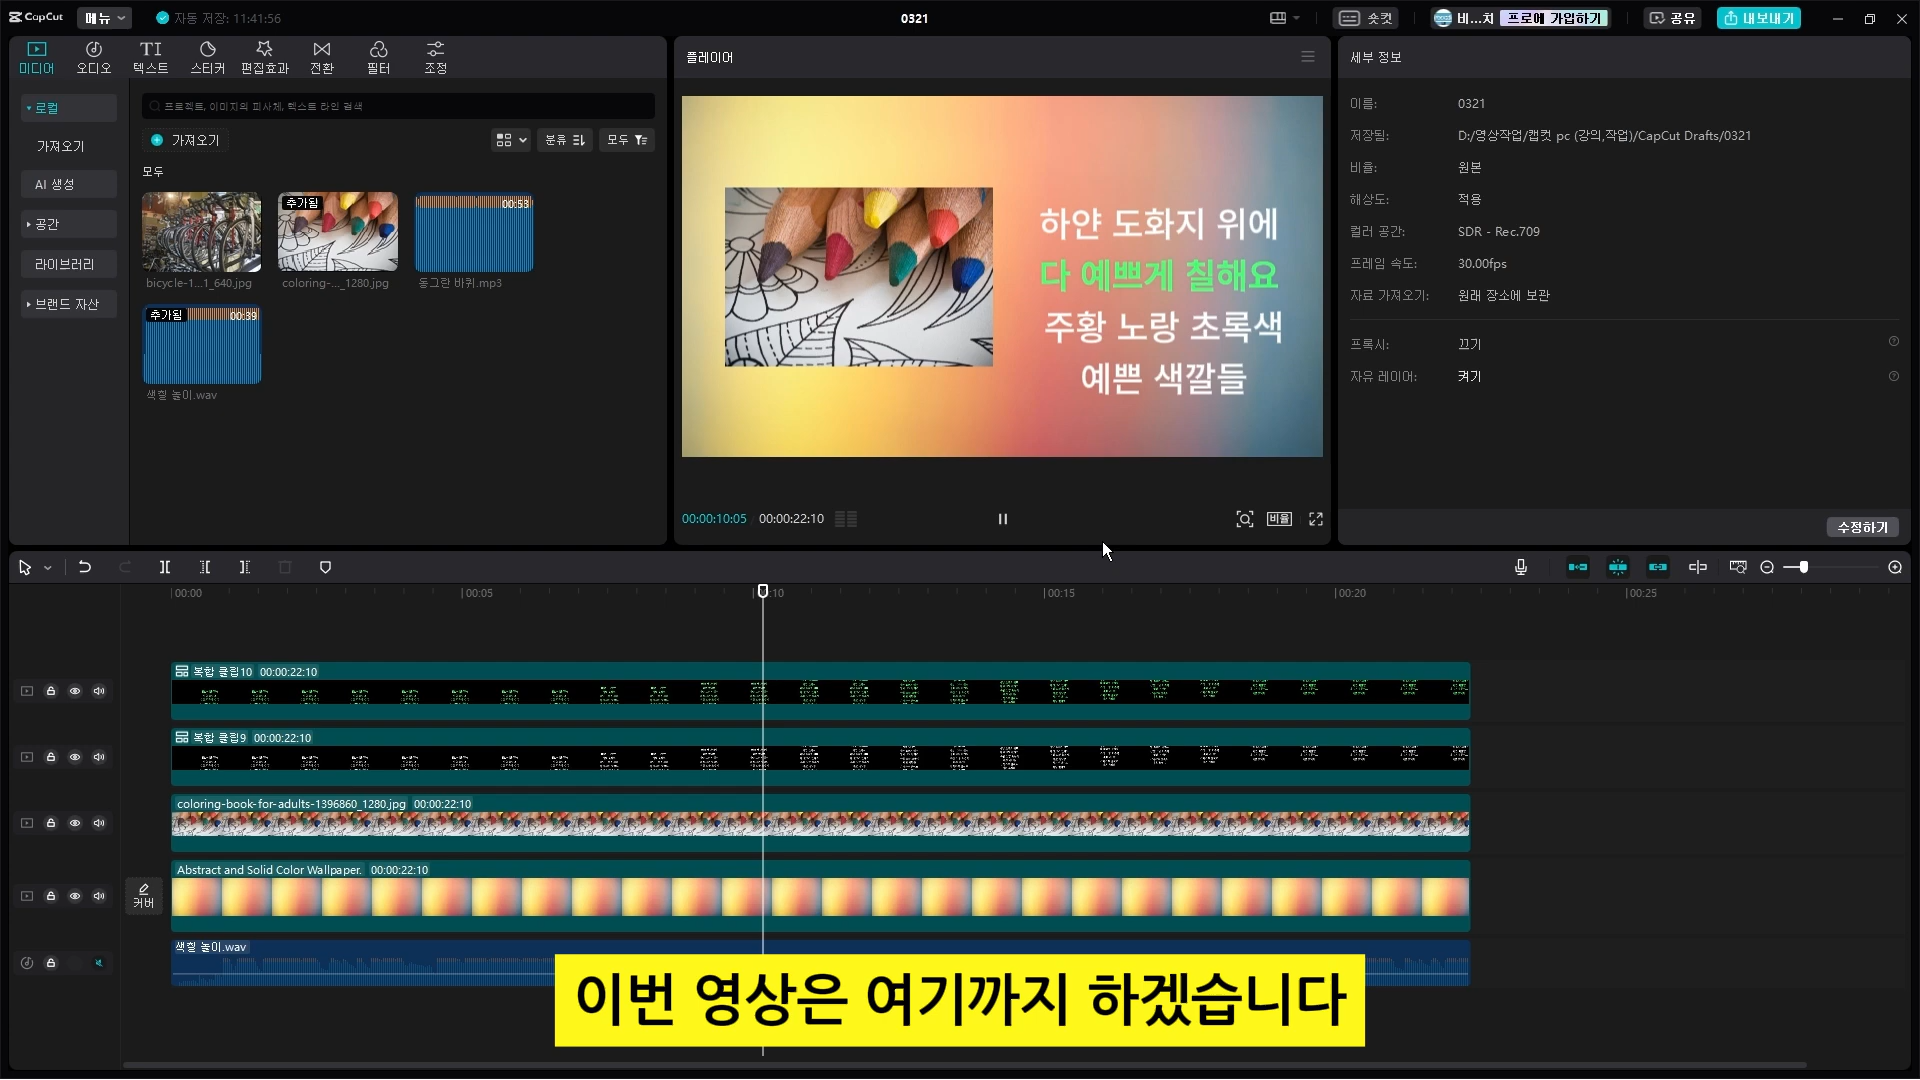 CapCut
메뉴
자동 저장: 11:41:56
0321
숏컷
비...치
프로에 가입하기
공유
내보내기
미디어
오디오
TI
텍스트
스티커
편집효과
전환
필터
조정
로컬
가져오기
AI 생성
공간
라이브러리
브랜드 자산
프로젝트, 이미지의 피사체, 텍스트 라인 검색
가져오기
분류
모두
모두
추가됨
00:53
bicycle-1...1_640.jpg
coloring-..._1280.jpg
동그란 바퀴.mp3
추가됨
00:39
색칠 놀이.wav
플레이어
하얀 도화지 위에
다 예쁘게 칠해요
주황 노랑 초록색
예쁜 색깔들
00:00:10:05
00:00:22:10
비율
세부 정보
이름:
0321
저장됨:
D:/영상작업/캡컷 pc (강의,작업)/CapCut Drafts/0321
비율:
원본
해상도:
적용
컬러 공간:
SDR - Rec.709
프레임 속도:
30.00fps
자료 가져오기:
원래 장소에 보관
프록시:
끄기
자유 레이어:
켜기
수정하기
00:00
00:05
00:10
00:15
00:20
00:25
복합 클립10 00:00:22:10
복합 클립9 00:00:22:10
coloring-book-for-adults-1396860_1280.jpg 00:00:22:10
Abstract and Solid Color Wallpaper. 00:00:22:10
커버
색칠 놀이.wav
이번 영상은 여기까지 하겠습니다